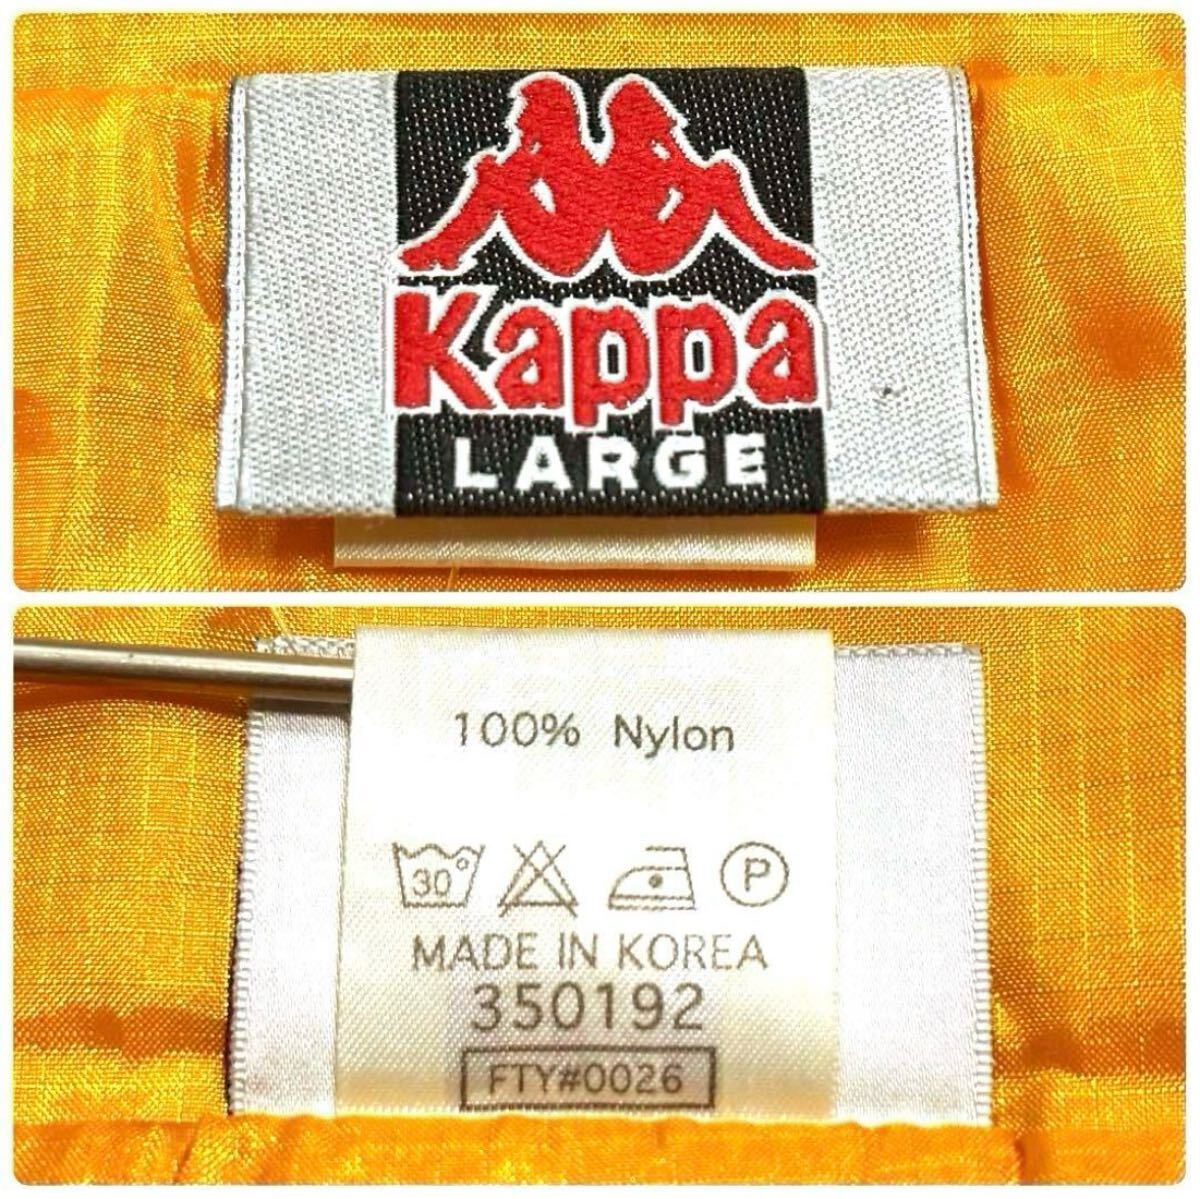 Kappa
LARGE
100% Nylon
30°
P
MADE IN KOREA
350192
FTY#0026